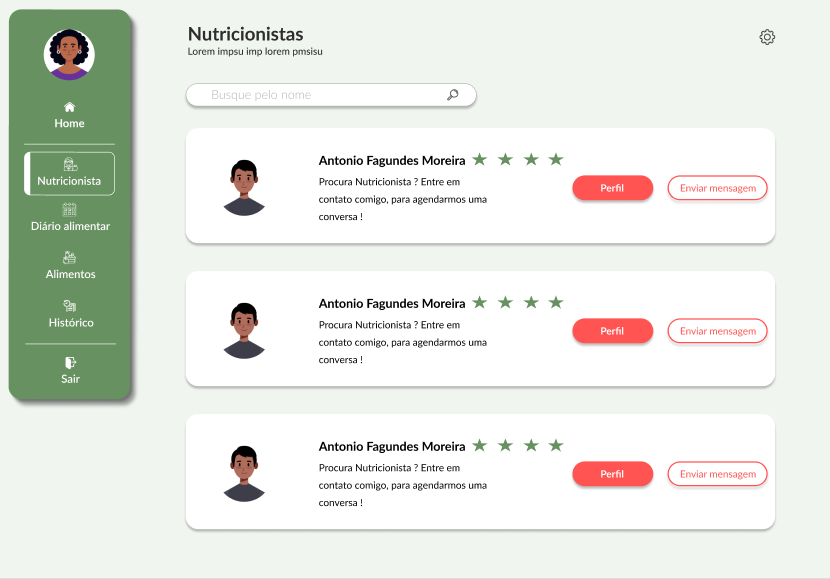 Nutricionistas
Lorem impsu imp lorem pmsisu
Busque pelo nome
Home
Nutricionista
Diário alimentar
Alimentos
Histórico
Sair
Antonio Fagundes Moreira
Procura Nutricionista ? Entre em
contato comigo, para agendarmos uma
conversa !
Perfil
Enviar mensagem
Antonio Fagundes Moreira
Procura Nutricionista ? Entre em
contato comigo, para agendarmos uma
conversa !
Perfil
Enviar mensagem
Antonio Fagundes Moreira
Procura Nutricionista ? Entre em
contato comigo, para agendarmos uma
conversa !
Perfil
Enviar mensagem